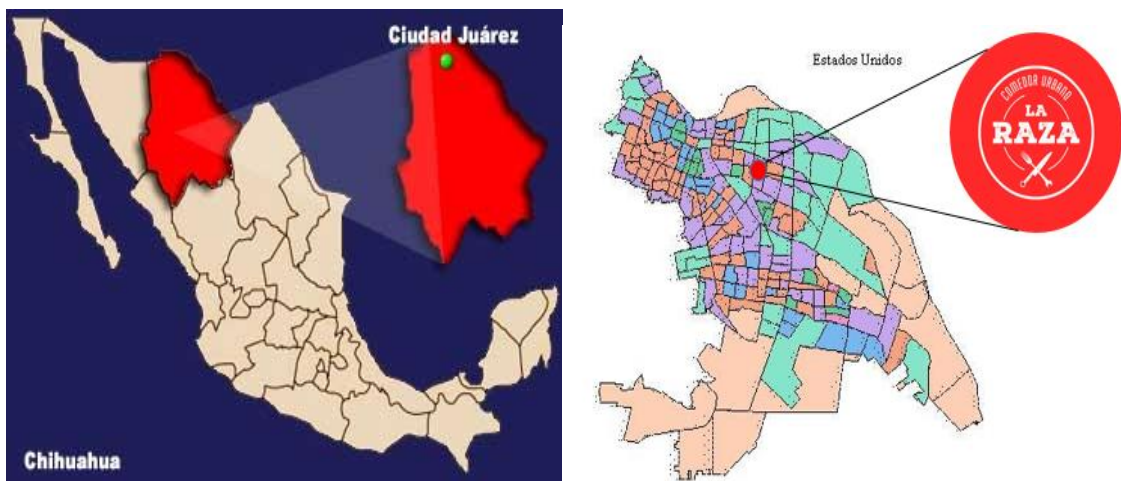 Ciudad Juárez
Chihuahua
Estados Unidos
COMEDOR URBANO
LA
RAZA